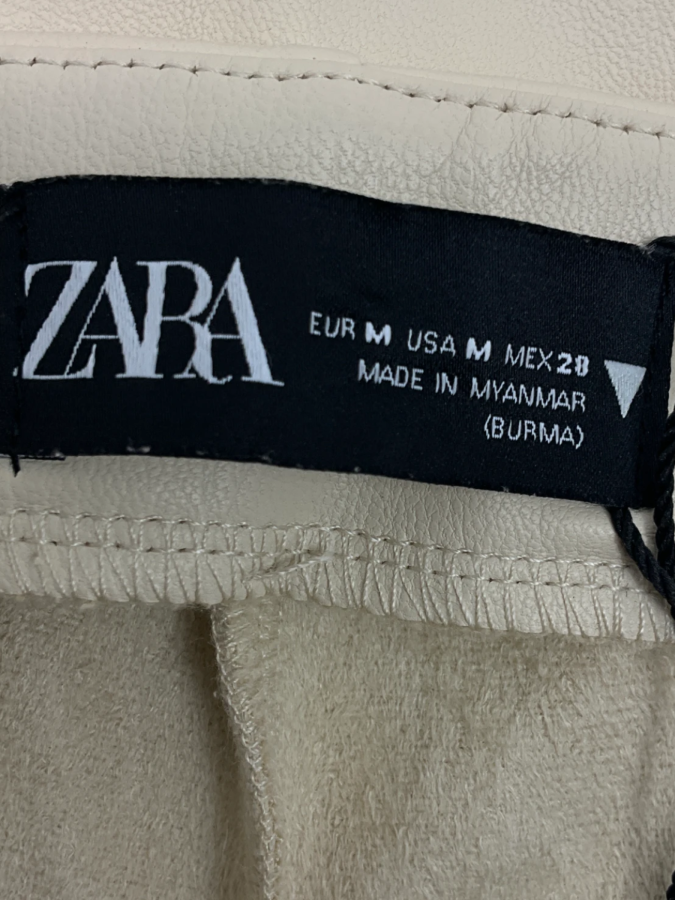 ZARA
EUR M USA M MEX 28
MADE IN MYANMAR
(BURMA)